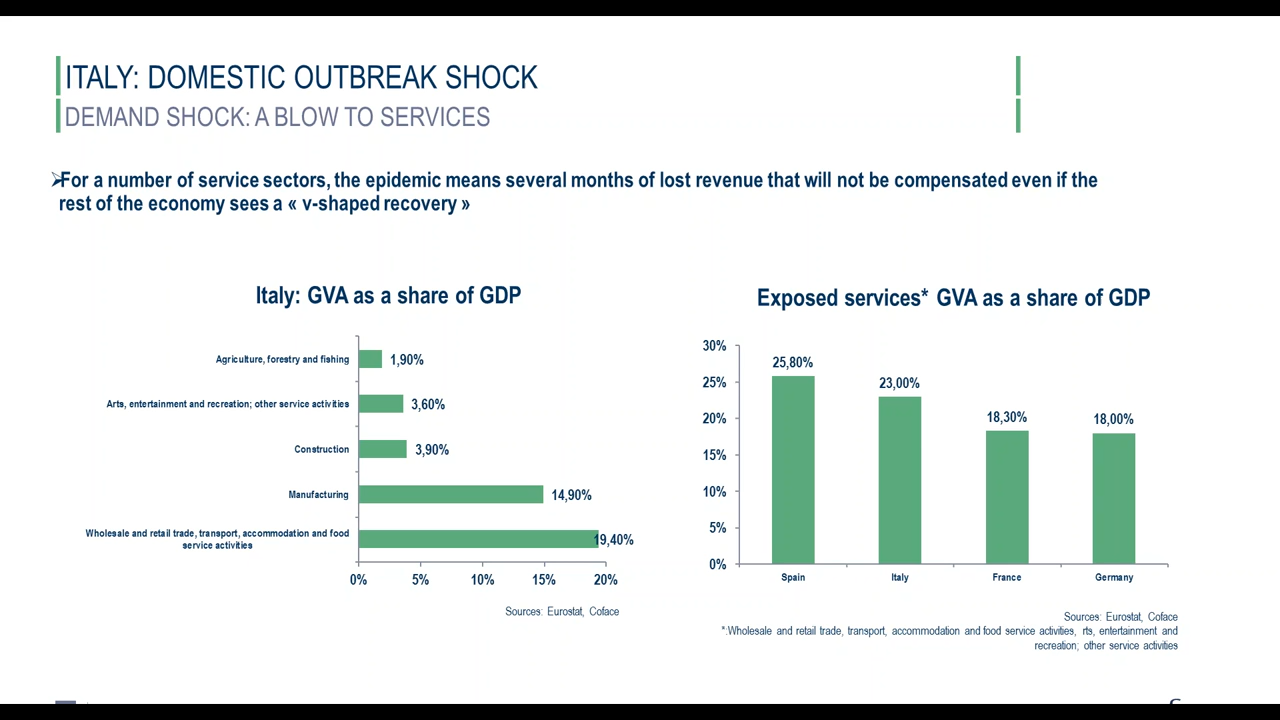 ITALY: DOMESTIC OUTBREAK SHOCK
DEMAND SHOCK: A BLOW TO SERVICES
For a number of service sectors, the epidemic means several months of lost revenue that will not be compensated even if the
rest of the economy sees a « v-shaped recovery »
Italy: GVA as a share of GDP
Agriculture, forestry and fishing
1,90%
Arts, entertainment and recreation; other service activities
3,60%
Construction
3,90%
Manufacturing
14,90%
Wholesale and retail trade, transport, accommodation and food
service activities
19,40%
0% 5% 10% 15% 20%
Sources: Eurostat, Coface
Exposed services* GVA as a share of GDP
30%
25%
20%
15%
10%
5%
0%
25,80%
23,00%
18,30%
18,00%
Spain Italy France Germany
Sources: Eurostat, Coface
*:Wholesale and retail trade, transport, accommodation and food service activities, rts, entertainment and
recreation; other service activities